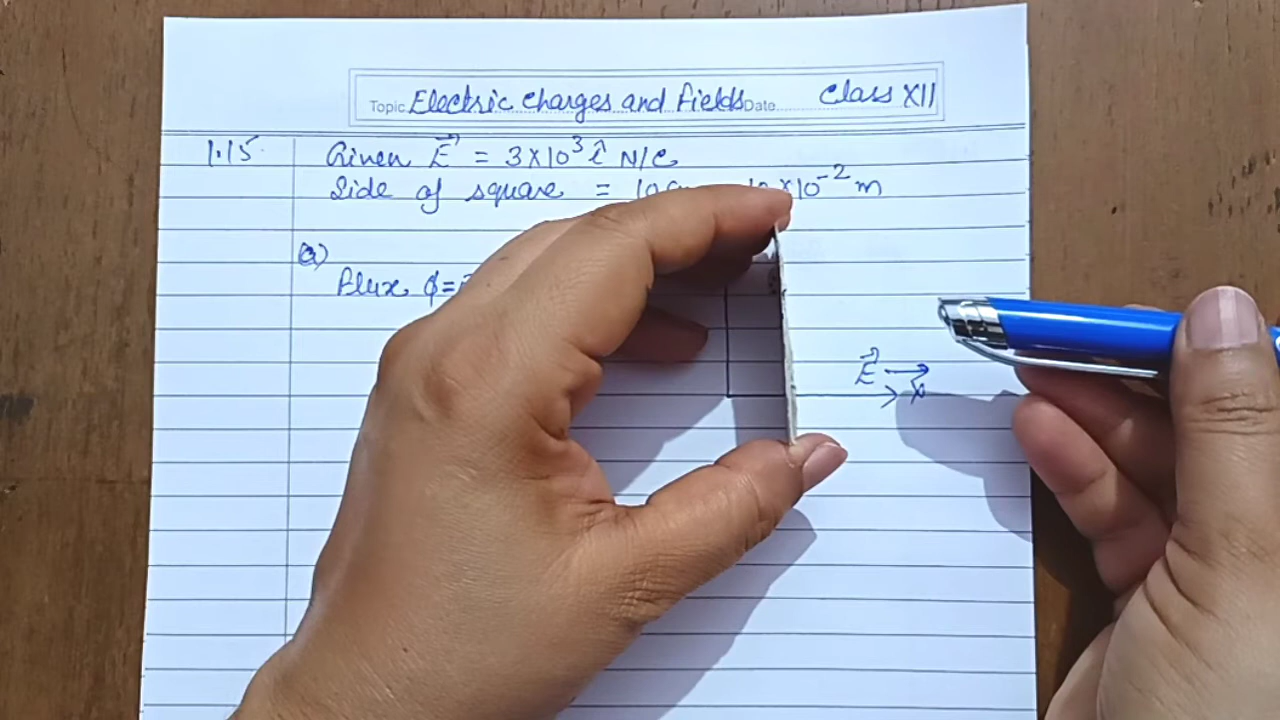 Topic Electric Charges and Fields Date Class XII
1.15 Given E⃗ = 3×10³ î N/C
Side of square = 10 ×10⁻² m
(a)
Flux ϕ =
E⃗ →
x